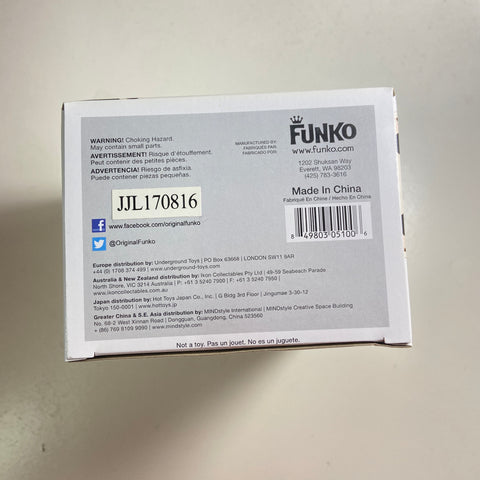 WARNING! Choking Hazard.
May contain small parts.
AVERTISSEMENT! Risque d'étouffement.
Peut contenir des petites pièces.
ADVERTENCIA! Riesgo de asfixia.
Puede contener piezas pequeñas.
JJL170816
www.facebook.com/originalfunko
@OriginalFunko
MANUFACTURED BY:
FABRIQUÉS PAR:
FABRICADO POR:
FUNKO
www.funko.com
1202 Shuksan Way
Everett, WA 98203
(425) 783-3616
Made In China
Fabriqué En Chine / Hecho En China
8 49803 05100 6
Europe distribution by: Underground Toys | PO Box 63668 | LONDON SW11 9AR
+44 (0) 1708 374 499 | www.underground-toys.com
Australia & New Zealand distribution by: Ikon Collectables Pty Ltd | 49-59 Seabeach Parade
North Shore, VIC 3214 Australia | P: +61 3 5240 7900 | F: +61 3 5240 7950
www.ikoncollectables.com.au
Japan distribution by: Hot Toys Japan Co., Inc. | G Bldg 3rd Floor | Jingumae 3-30-12
Tokyo 150-0001 | www.hottoys.jp
Greater China & S.E. Asia distribution by: MINDstyle International | MINDstyle Creative Space Building
No. 68-2 West Xinnan Road | Dongguan, Guangdong, China 523560
+ (86) 769 8109 9090 | www.mindstyle.com
Not a toy. Pas un jouet. No es un juguete.